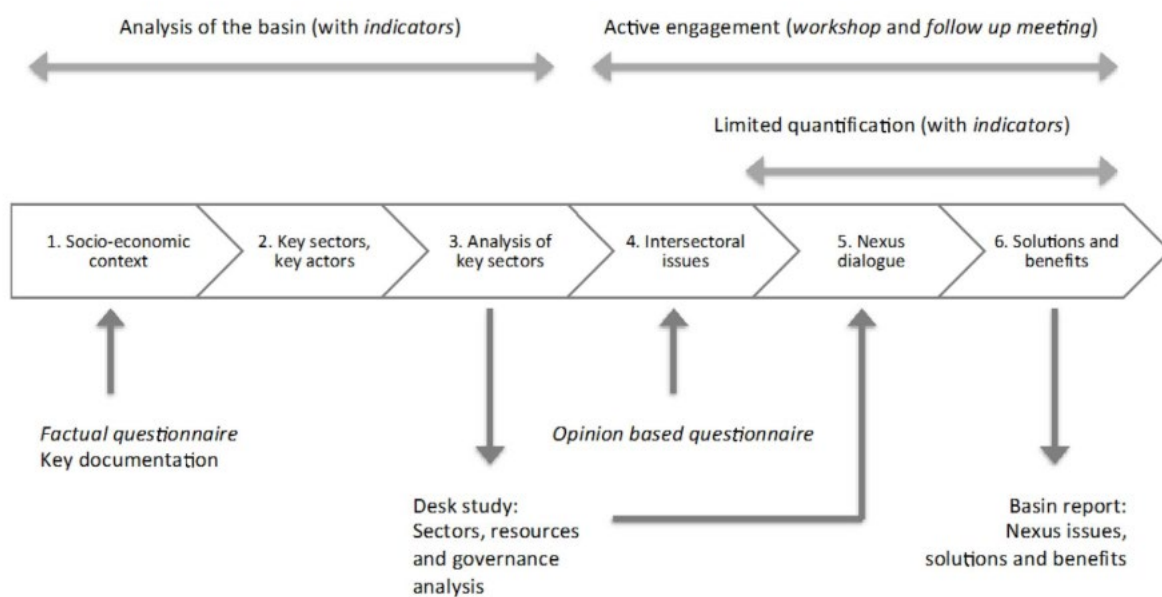 Analysis of the basin (with indicators)
Active engagement (workshop and follow up meeting)
Limited quantification (with indicators)
1. Socio-economic
context
2. Key sectors,
key actors
3. Analysis of
key sectors
4. Intersectoral
issues
5. Nexus
dialogue
6. Solutions and
benefits
Factual questionnaire
Key documentation
Opinion based questionnaire
Desk study:
Sectors, resources
and governance
analysis
Basin report:
Nexus issues,
solutions and benefits